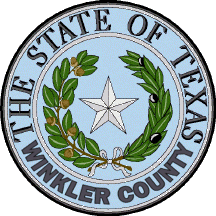 THE STATE OF TEXAS
WINKLER COUNTY